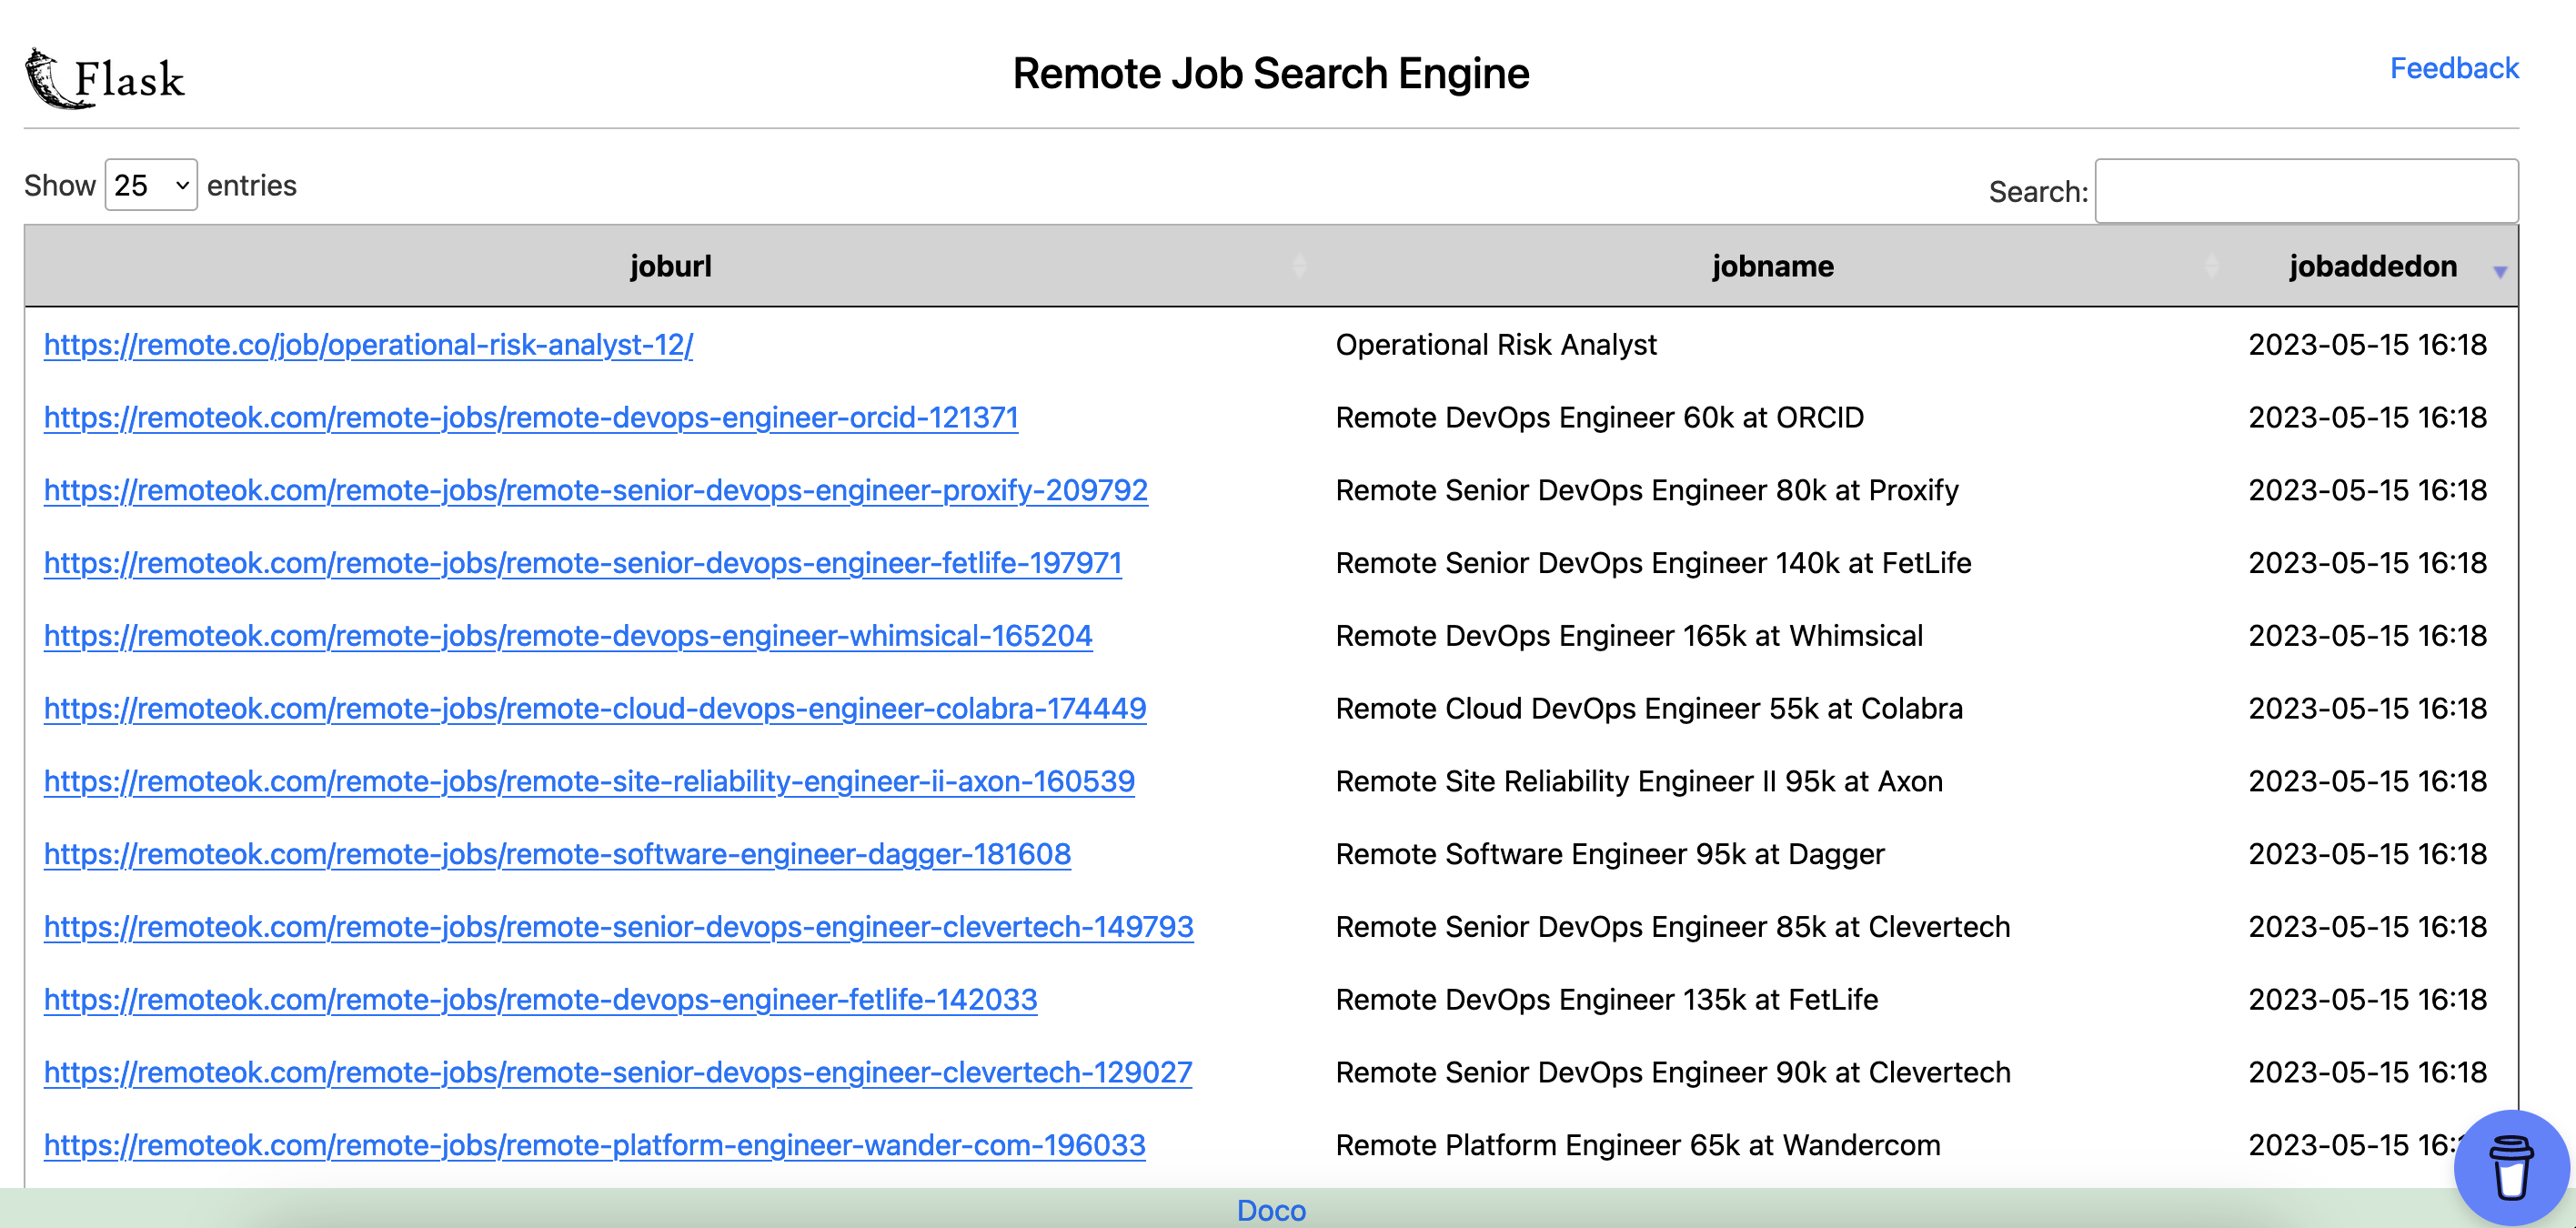 Flask
Remote Job Search Engine
Feedback
Show 25 entries
Search:
joburl jobname jobaddedon
https://remote.co/job/operational-risk-analyst-12/ Operational Risk Analyst 2023-05-15 16:18
https://remoteok.com/remote-jobs/remote-devops-engineer-orcid-121371 Remote DevOps Engineer 60k at ORCID 2023-05-15 16:18
https://remoteok.com/remote-jobs/remote-senior-devops-engineer-proxify-209792 Remote Senior DevOps Engineer 80k at Proxify 2023-05-15 16:18
https://remoteok.com/remote-jobs/remote-senior-devops-engineer-fetlife-197971 Remote Senior DevOps Engineer 140k at FetLife 2023-05-15 16:18
https://remoteok.com/remote-jobs/remote-devops-engineer-whimsical-165204 Remote DevOps Engineer 165k at Whimsical 2023-05-15 16:18
https://remoteok.com/remote-jobs/remote-cloud-devops-engineer-colabra-174449 Remote Cloud DevOps Engineer 55k at Colabra 2023-05-15 16:18
https://remoteok.com/remote-jobs/remote-site-reliability-engineer-ii-axon-160539 Remote Site Reliability Engineer II 95k at Axon 2023-05-15 16:18
https://remoteok.com/remote-jobs/remote-software-engineer-dagger-181608 Remote Software Engineer 95k at Dagger 2023-05-15 16:18
https://remoteok.com/remote-jobs/remote-senior-devops-engineer-clevertech-149793 Remote Senior DevOps Engineer 85k at Clevertech 2023-05-15 16:18
https://remoteok.com/remote-jobs/remote-devops-engineer-fetlife-142033 Remote DevOps Engineer 135k at FetLife 2023-05-15 16:18
https://remoteok.com/remote-jobs/remote-senior-devops-engineer-clevertech-129027 Remote Senior DevOps Engineer 90k at Clevertech 2023-05-15 16:18
https://remoteok.com/remote-jobs/remote-platform-engineer-wander-com-196033 Remote Platform Engineer 65k at Wandercom 2023-05-15
Doco